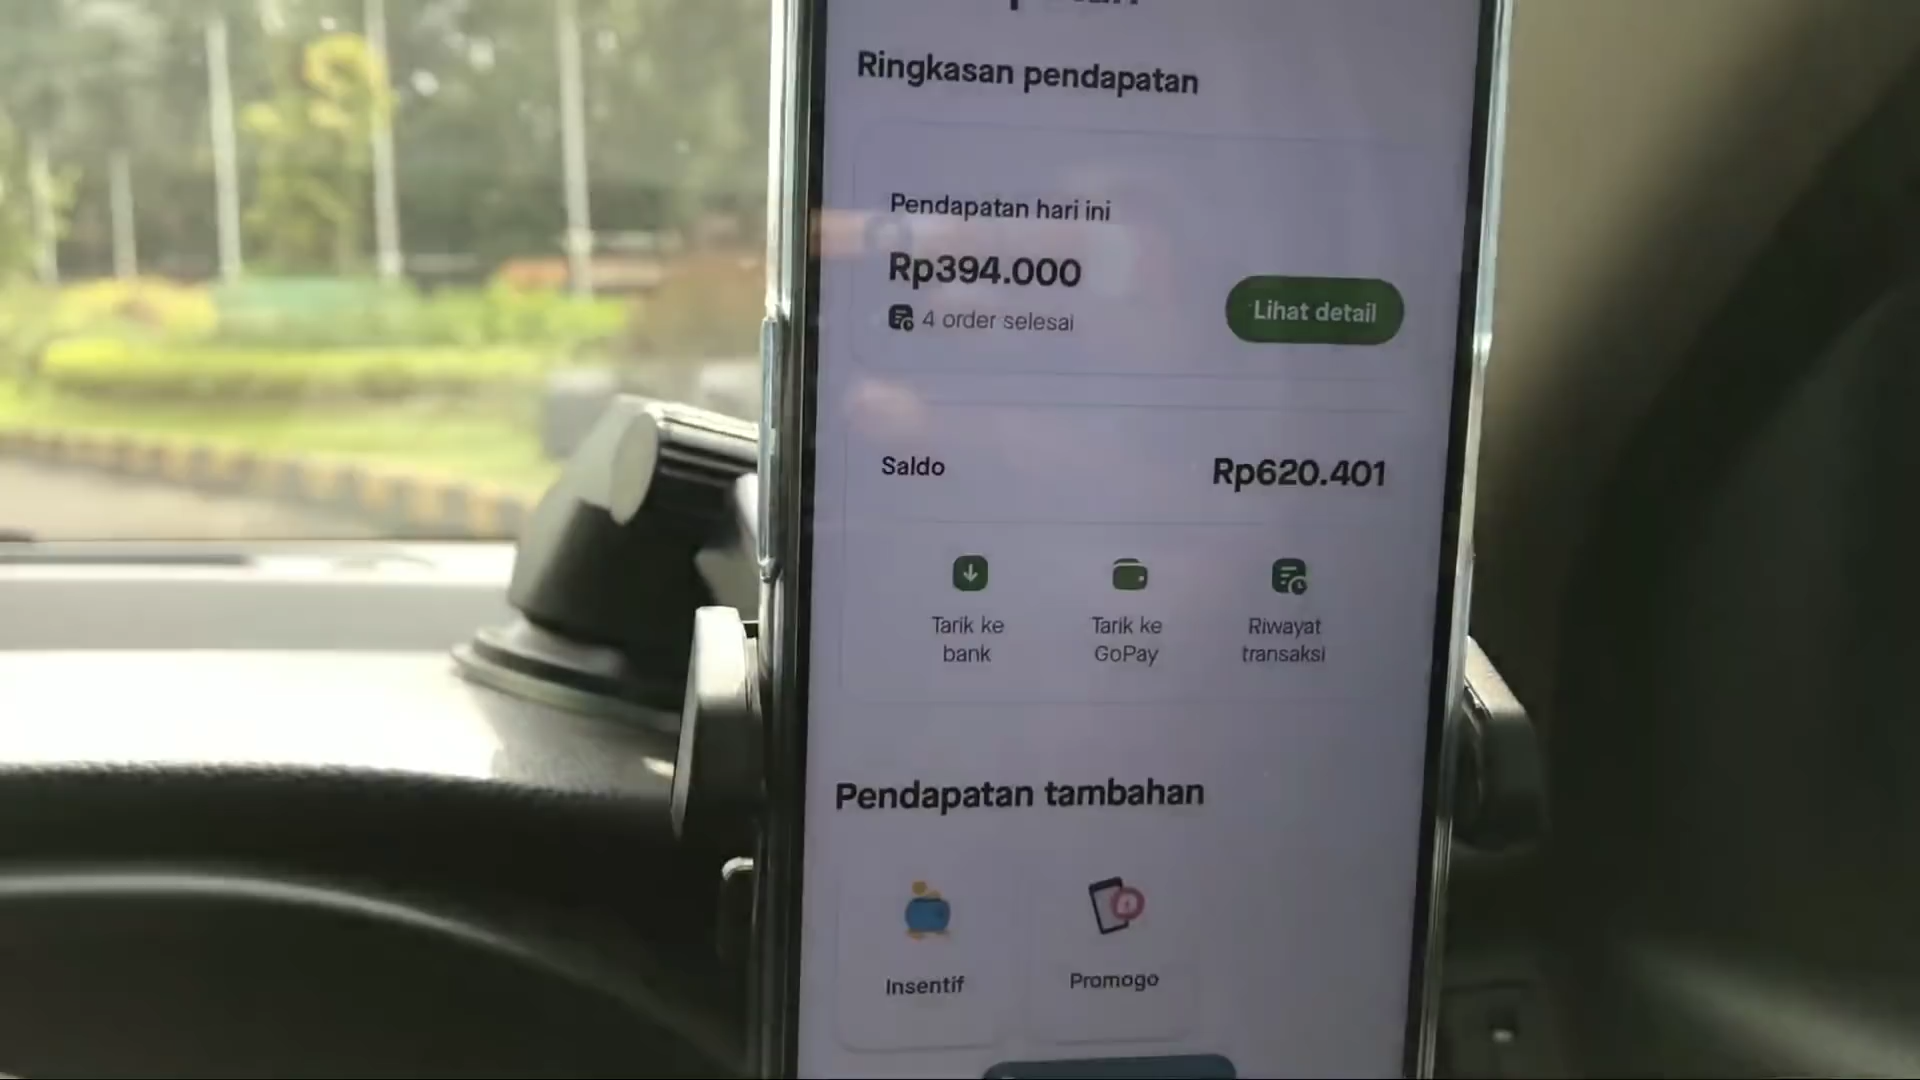 Ringkasan pendapatan
Pendapatan hari ini
Rp394.000
4 order selesai
Lihat detail
Saldo
Rp620.401
Tarik ke
bank
Tarik ke
GoPay
Riwayat
transaksi
Pendapatan tambahan
Insentif
Promogo